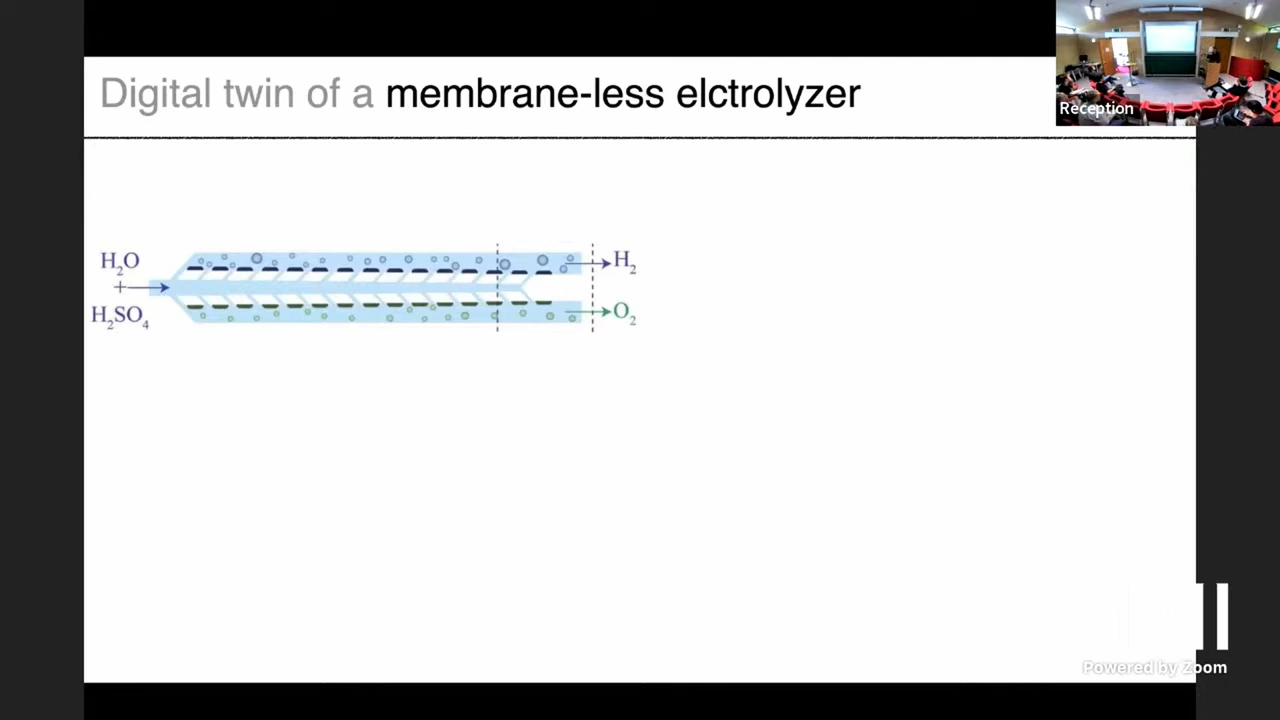 Digital twin of a membrane-less elctrolyzer
Reception
H₂O
+
H₂SO₄
H₂
O₂
Powered by Zoom